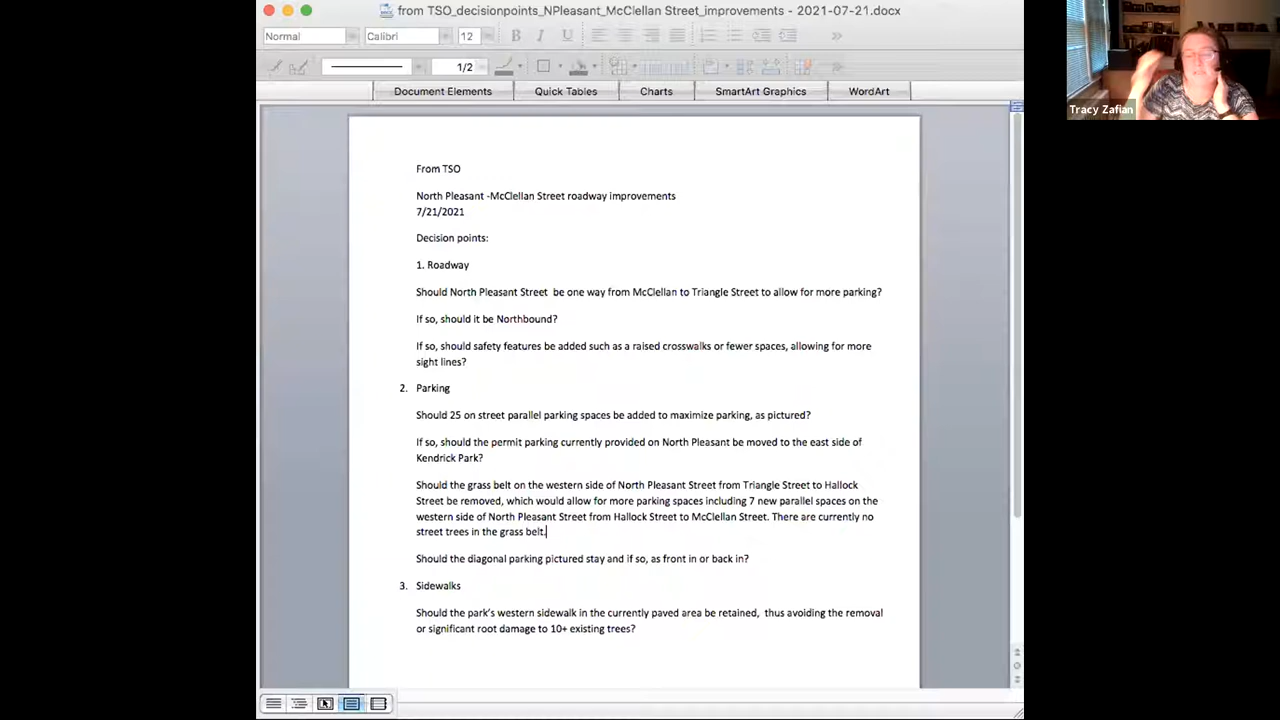 from TSO_decisionpoints_NPleasant_McClellan Street_improvements - 2021-07-21.docx
Normal
Calibri
12
B I U
1/2
Document Elements
Quick Tables
Charts
SmartArt Graphics
WordArt
Tracy Zafian
From TSO
North Pleasant -McClellan Street roadway improvements
7/21/2021
Decision points:
1. Roadway
Should North Pleasant Street  be one way from McClellan to Triangle Street to allow for more parking?
If so, should it be Northbound?
If so, should safety features be added such as a raised crosswalks or fewer spaces, allowing for more
sight lines?
2. Parking
Should 25 on street parallel parking spaces be added to maximize parking, as pictured?
If so, should the permit parking currently provided on North Pleasant be moved to the east side of
Kendrick Park?
Should the grass belt on the western side of North Pleasant Street from Triangle Street to Hallock
Street be removed, which would allow for more parking spaces including 7 new parallel spaces on the
western side of North Pleasant Street from Hallock Street to McClellan Street. There are currently no
street trees in the grass belt.
Should the diagonal parking pictured stay and if so, as front in or back in?
3. Sidewalks
Should the park's western sidewalk in the currently paved area be retained,  thus avoiding the removal
or significant root damage to 10+ existing trees?